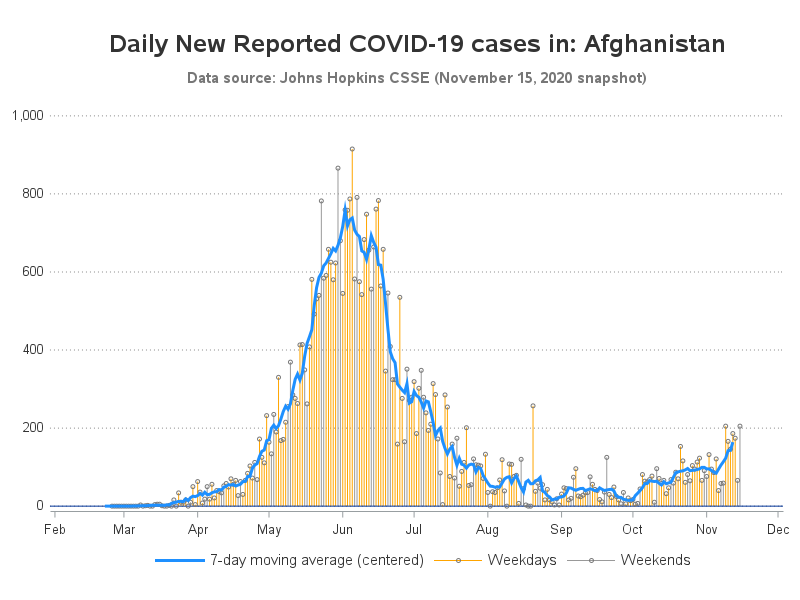 Daily New Reported COVID-19 cases in: Afghanistan
Data source: Johns Hopkins CSSE (November 15, 2020 snapshot)
1,000
800
600
400
200
0
Feb Mar Apr May Jun Jul Aug Sep Oct Nov Dec
7-day moving average (centered) Weekdays Weekends